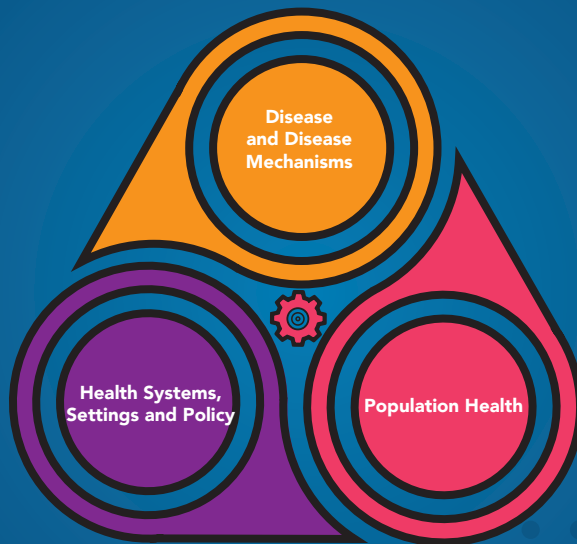 Disease
and Disease
Mechanisms
Health Systems,
Settings and Policy
Population Health